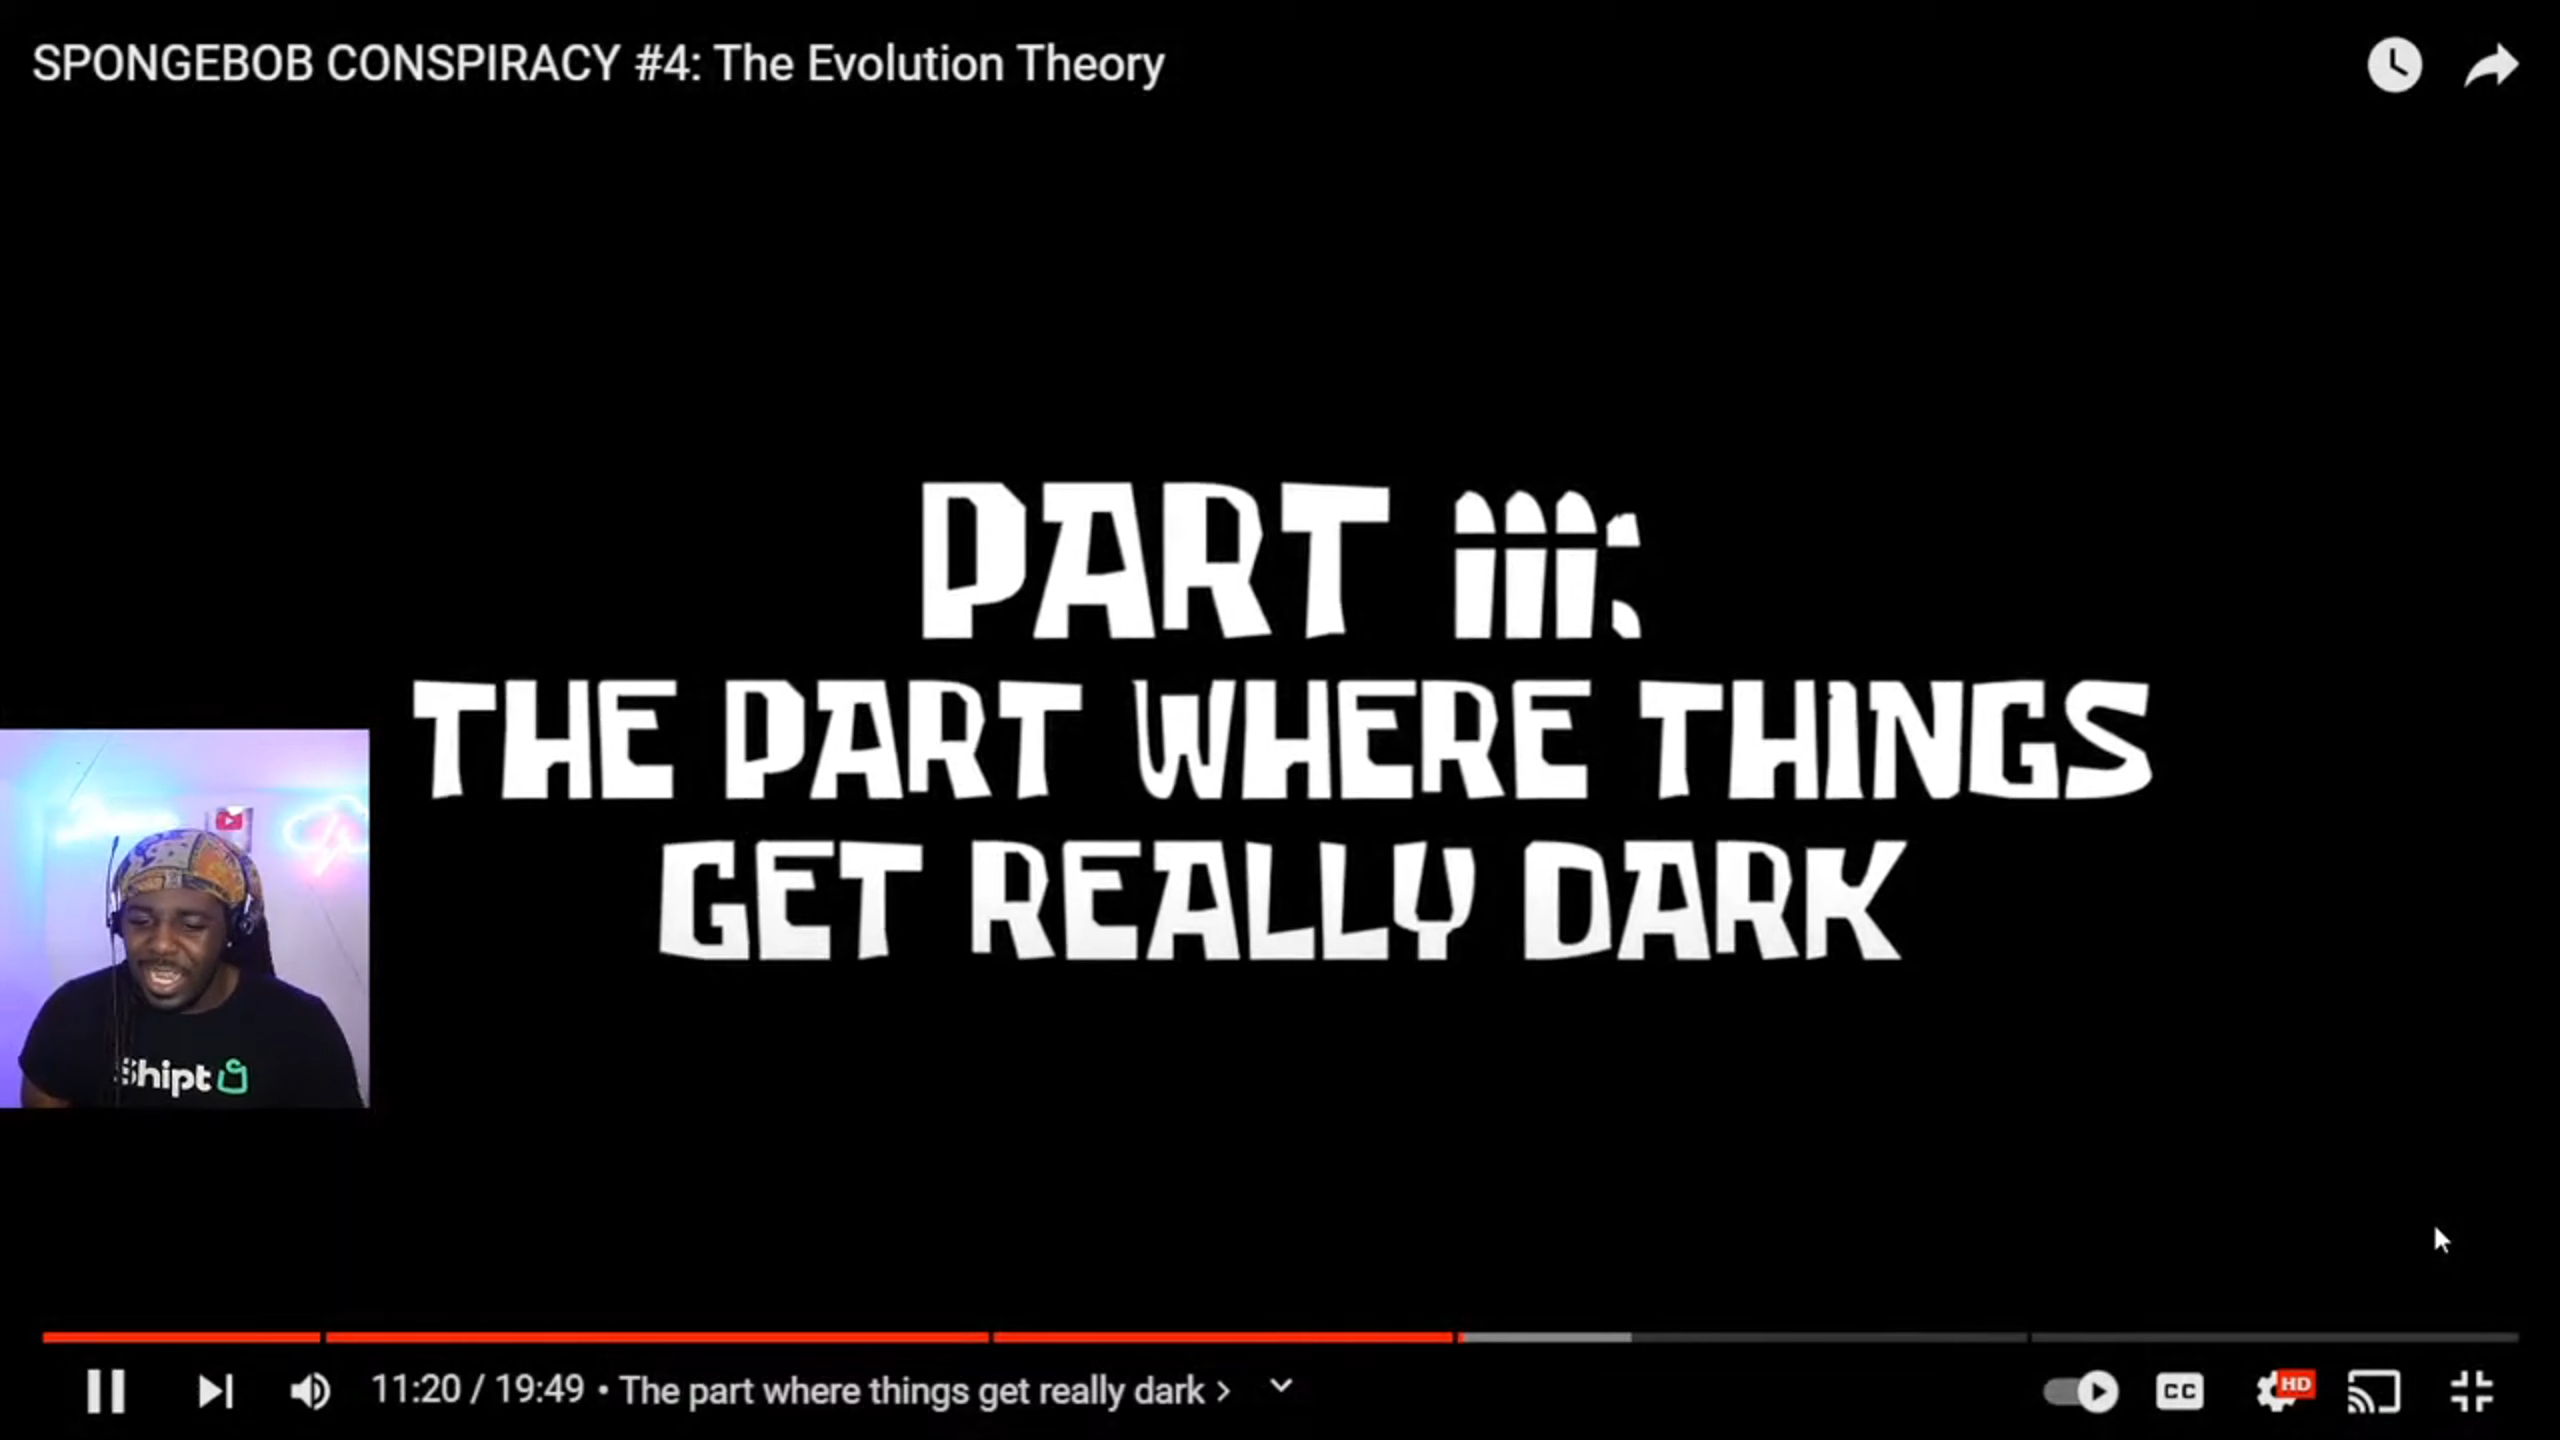 SPONGEBOB CONSPIRACY #4: The Evolution Theory
PART iii:
THE PART WHERE THINGS
GET REALLY DARK
Shipt
11:20 / 19:49 • The part where things get really dark >
CC
HD